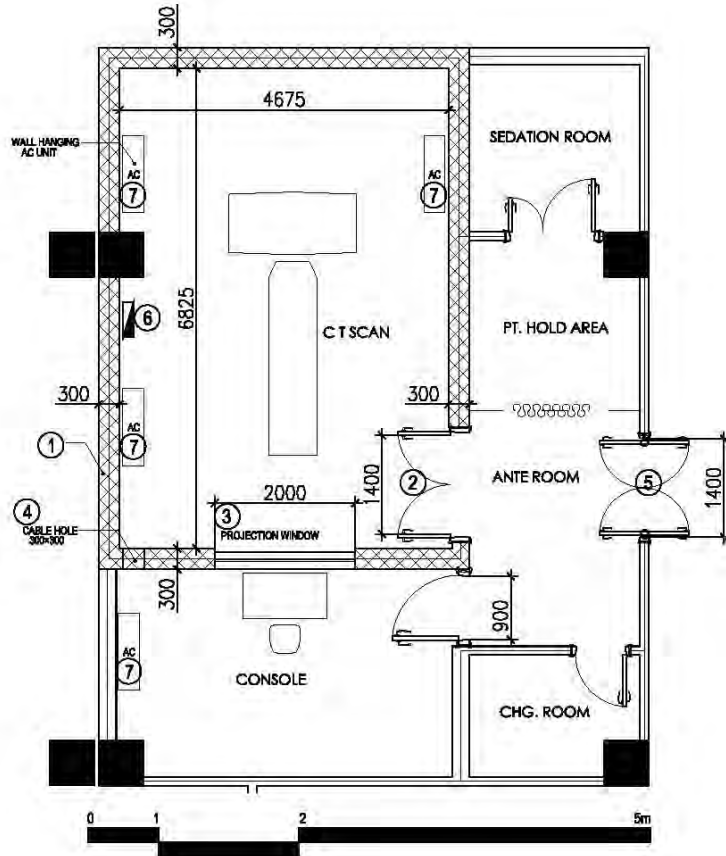 300
4675
SEDATION ROOM
WALL HANGING
AC UNIT
AC
7
AC
7
6825
6
C T SCAN
PT. HOLD AREA
300
300
AC
7
1
2
1400
ANTE ROOM
5
1400
4
CABLE HOLE
300×300
2000
3
PROJECTION WINDOW
300
900
AC
7
CONSOLE
CHG. ROOM
0
1
2
5m